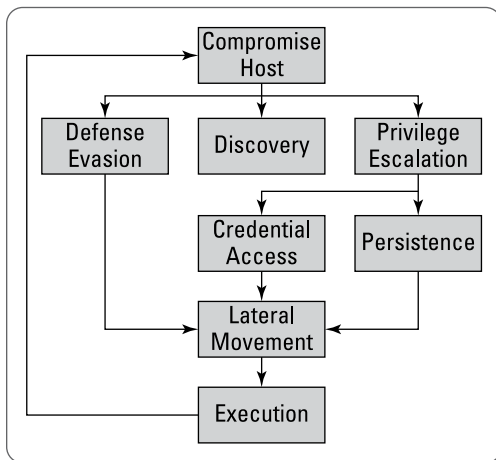 Compromise
Host
Defense
Evasion
Discovery
Privilege
Escalation
Credential
Access
Persistence
Lateral
Movement
Execution